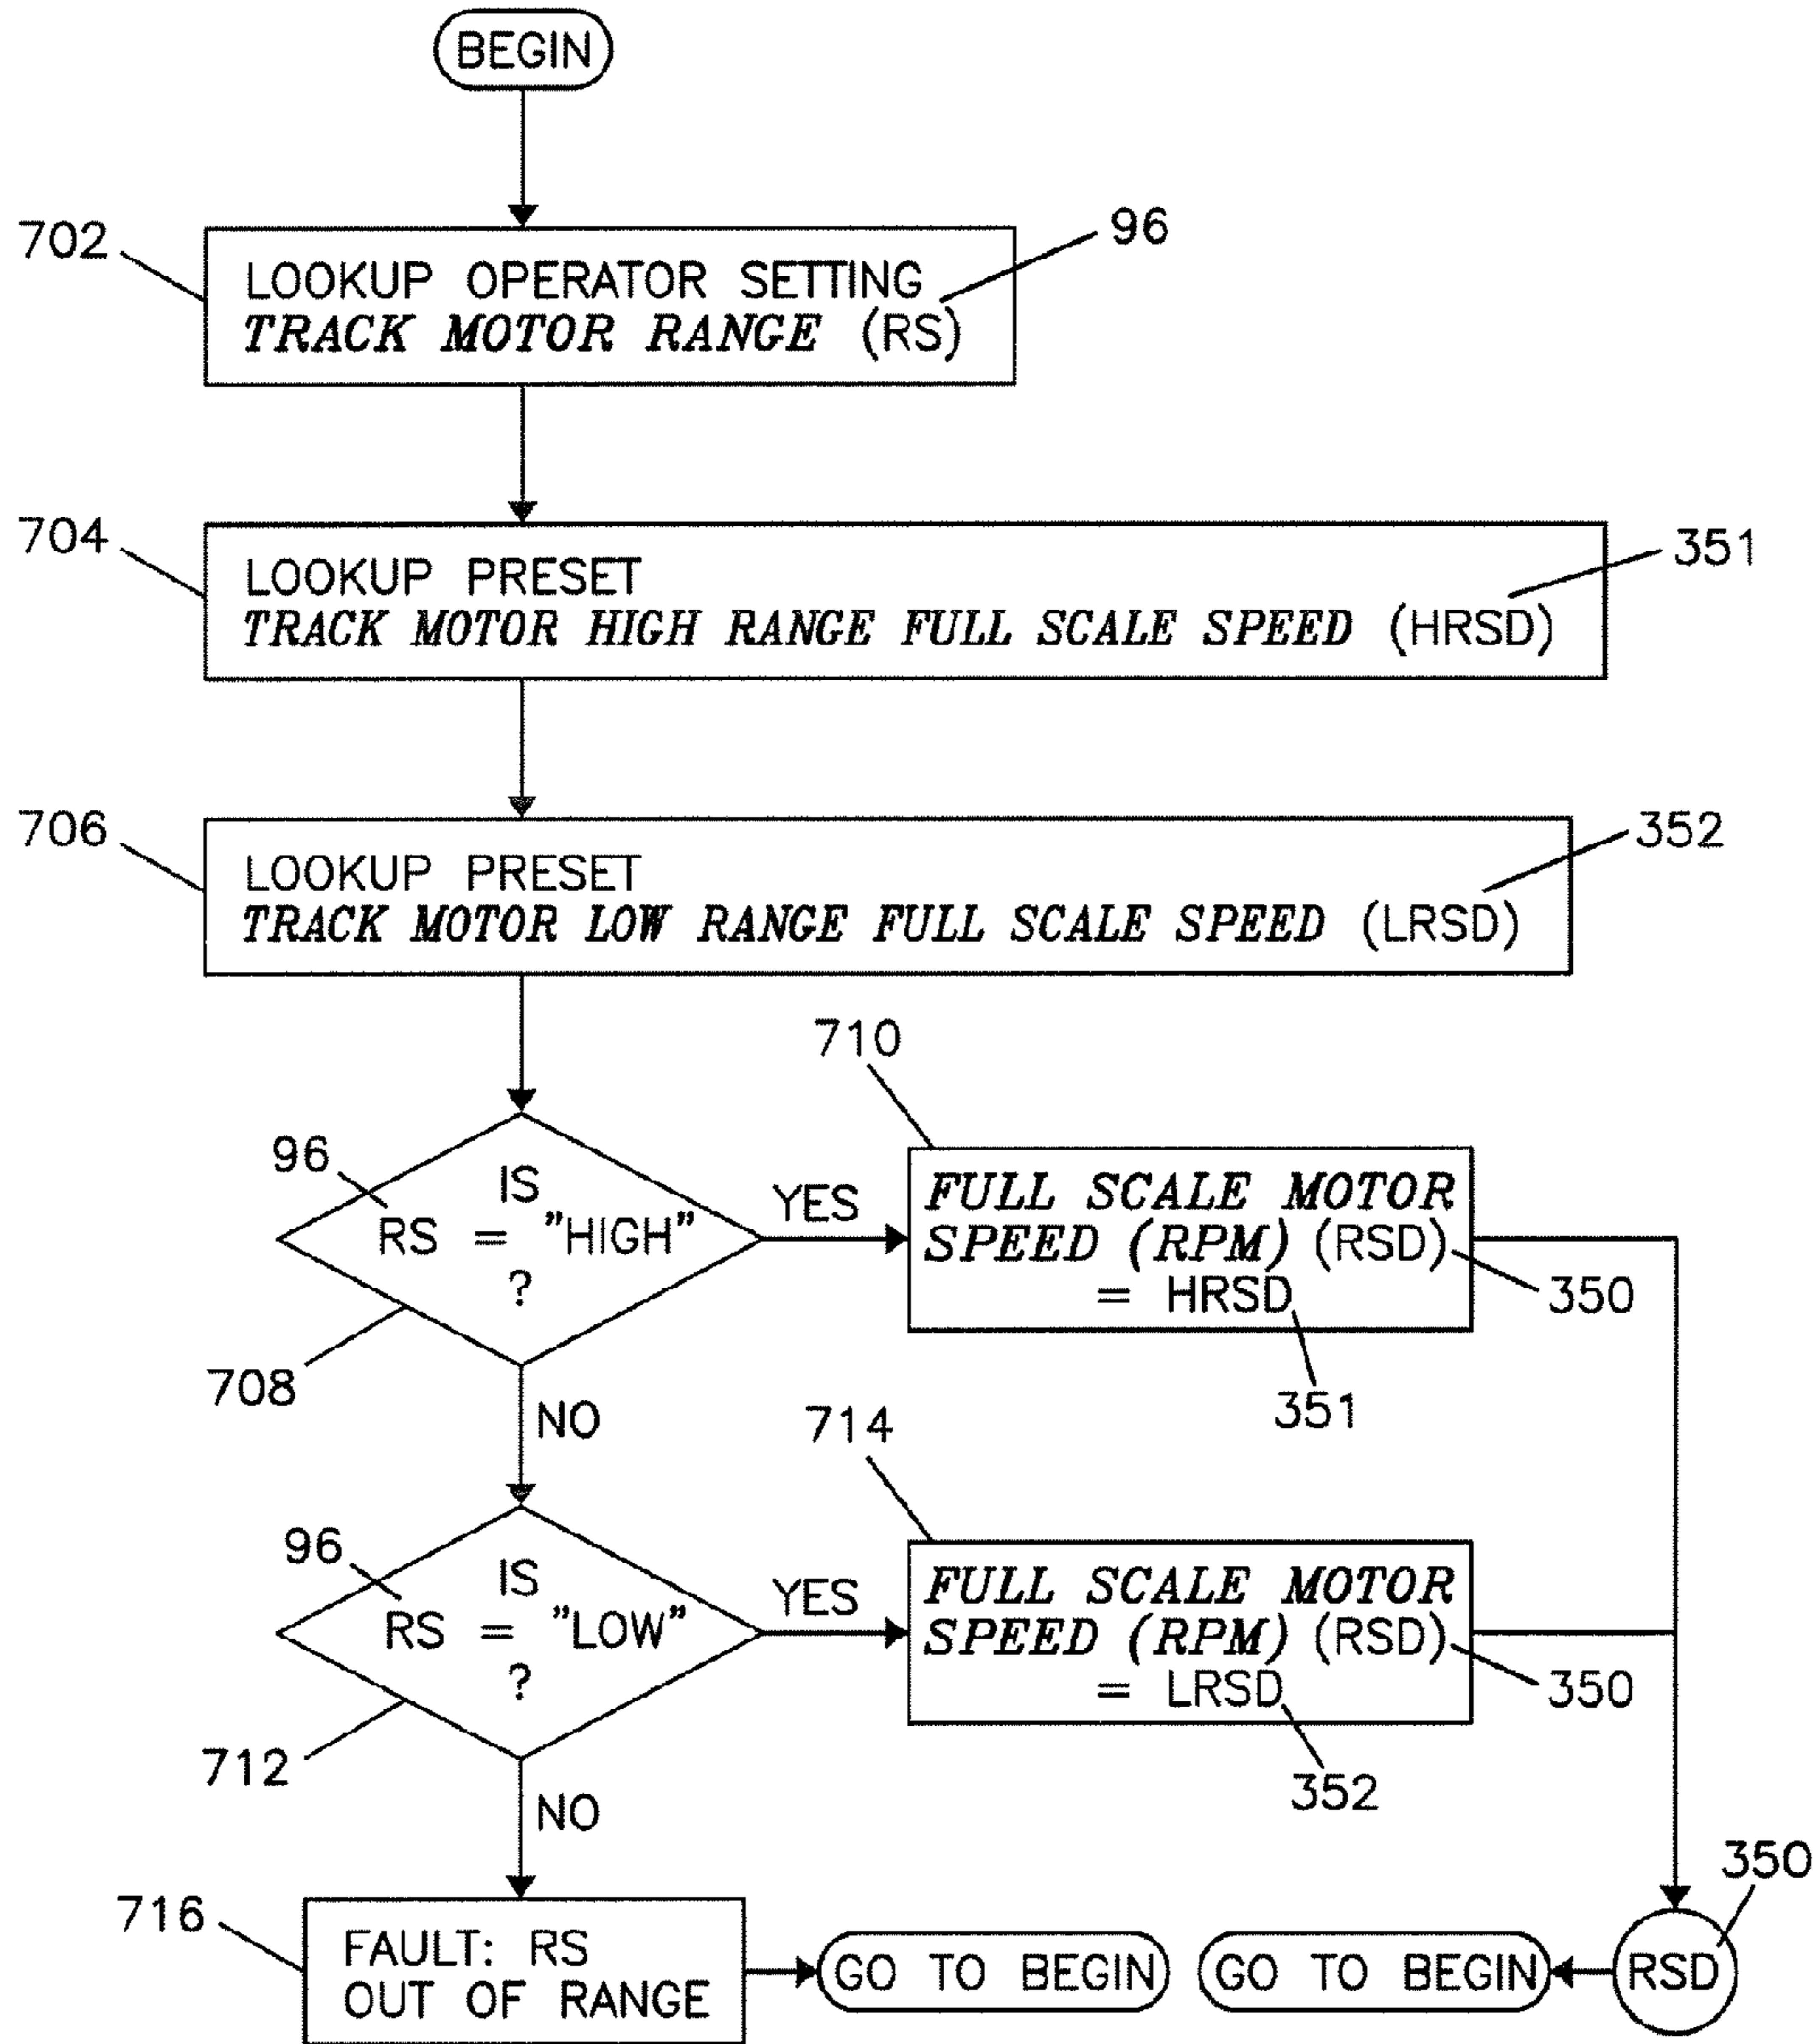 BEGIN
702
96
LOOKUP OPERATOR SETTING
TRACK MOTOR RANGE (RS)
704
351
LOOKUP PRESET
TRACK MOTOR HIGH RANGE FULL SCALE SPEED (HRSD)
706
352
LOOKUP PRESET
TRACK MOTOR LOW RANGE FULL SCALE SPEED (LRSD)
96
IS
RS = "HIGH"
?
708
YES
NO
710
FULL SCALE MOTOR
SPEED (RPM) (RSD)
= HRSD
350
351
96
IS
RS = "LOW"
?
712
YES
NO
714
FULL SCALE MOTOR
SPEED (RPM) (RSD)
= LRSD
350
352
716
FAULT: RS
OUT OF RANGE
GO TO BEGIN
GO TO BEGIN
RSD
350